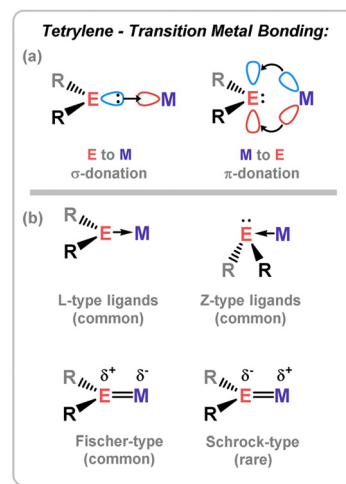 Tetrylene - Transition Metal Bonding:
(a)
R
R
E
M
E
M
R
R
E to M
σ-donation
M to E
π-donation
(b)
R
R
E
M
E
M
R
R
L-type ligands
(common)
Z-type ligands
(common)
δ+ δ-
R
R
E
M
δ- δ+
R
R
E
M
Fischer-type
(common)
Schrock-type
(rare)